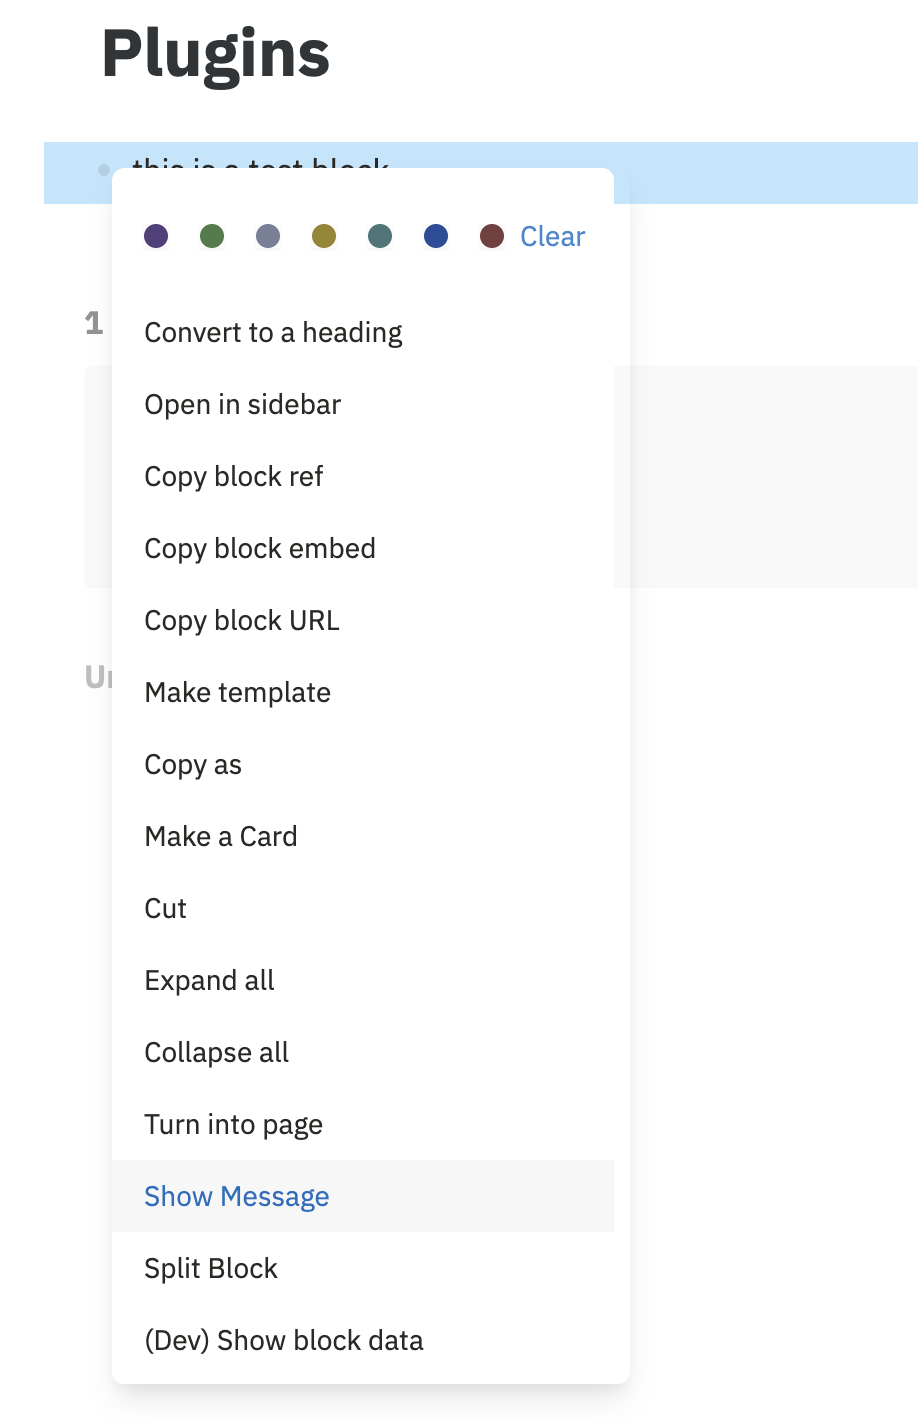 Plugins
this is a test block
Clear
1
Convert to a heading
Open in sidebar
Copy block ref
Copy block embed
Copy block URL
Make template
Copy as
Make a Card
Cut
Expand all
Collapse all
Turn into page
Show Message
Split Block
(Dev) Show block data